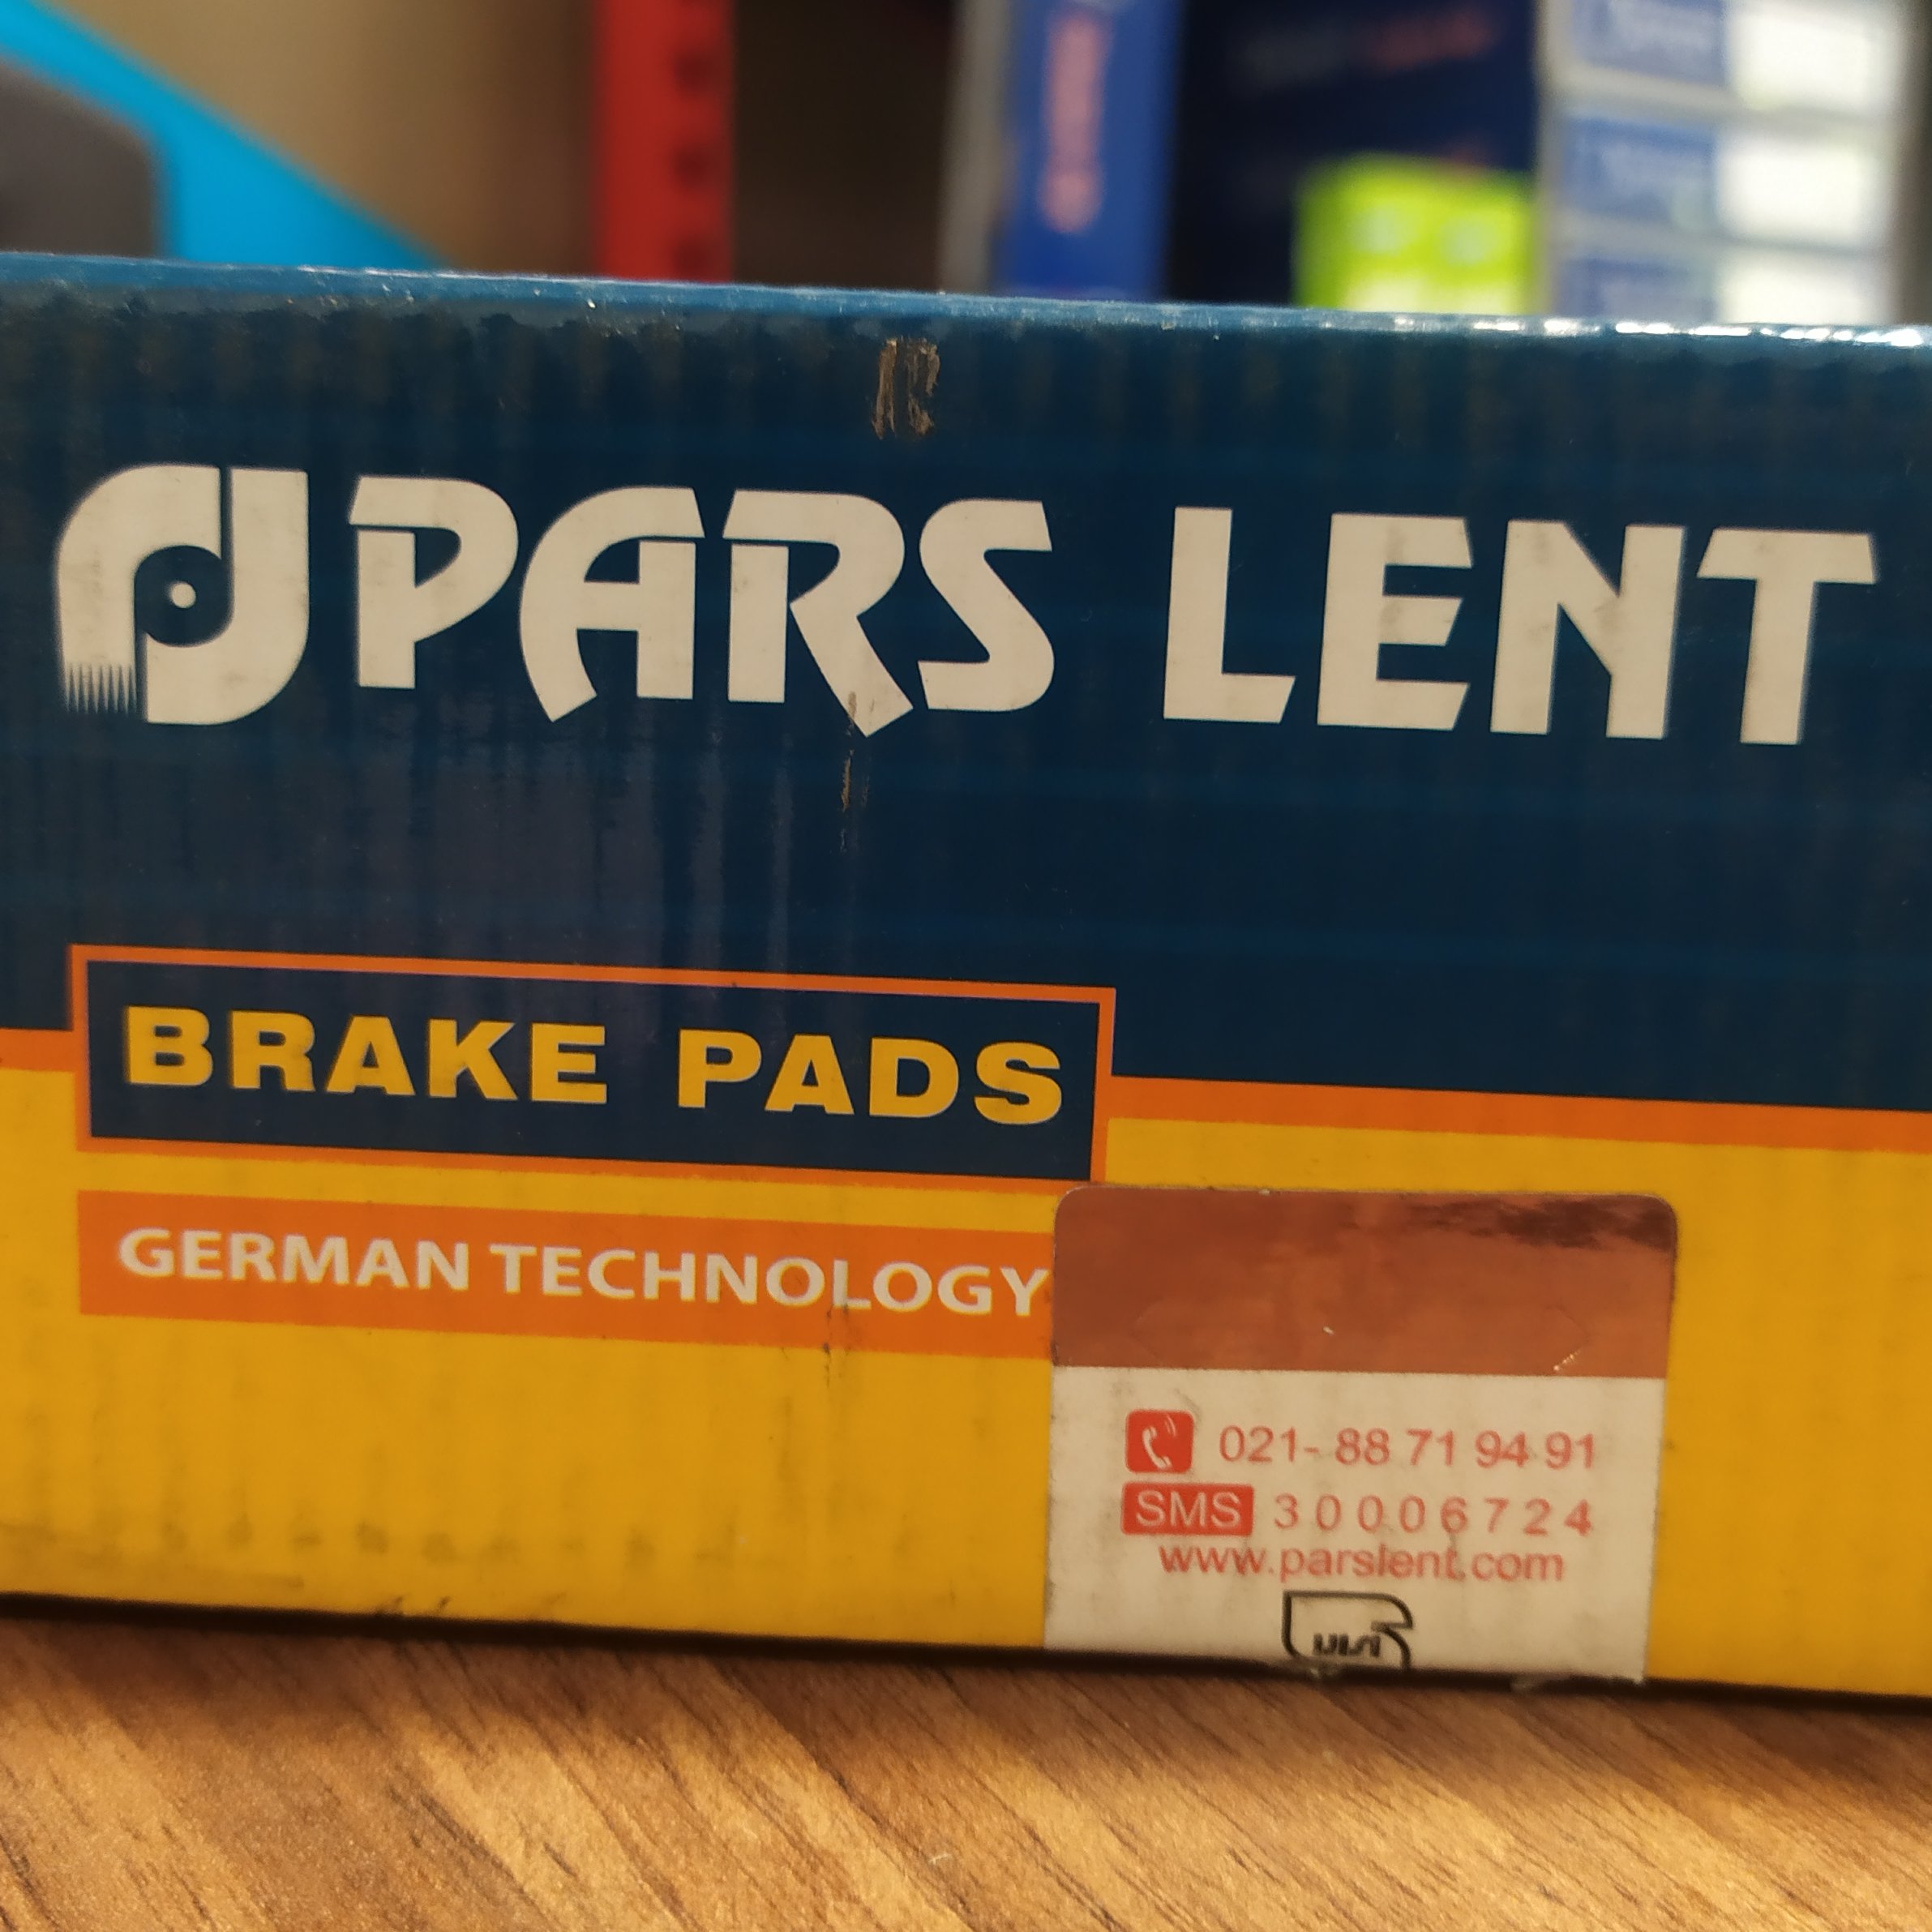 PARS LENT
BRAKE PADS
GERMAN TECHNOLOGY
021- 88 71 94 91
SMS 30006724
www.parslent.com